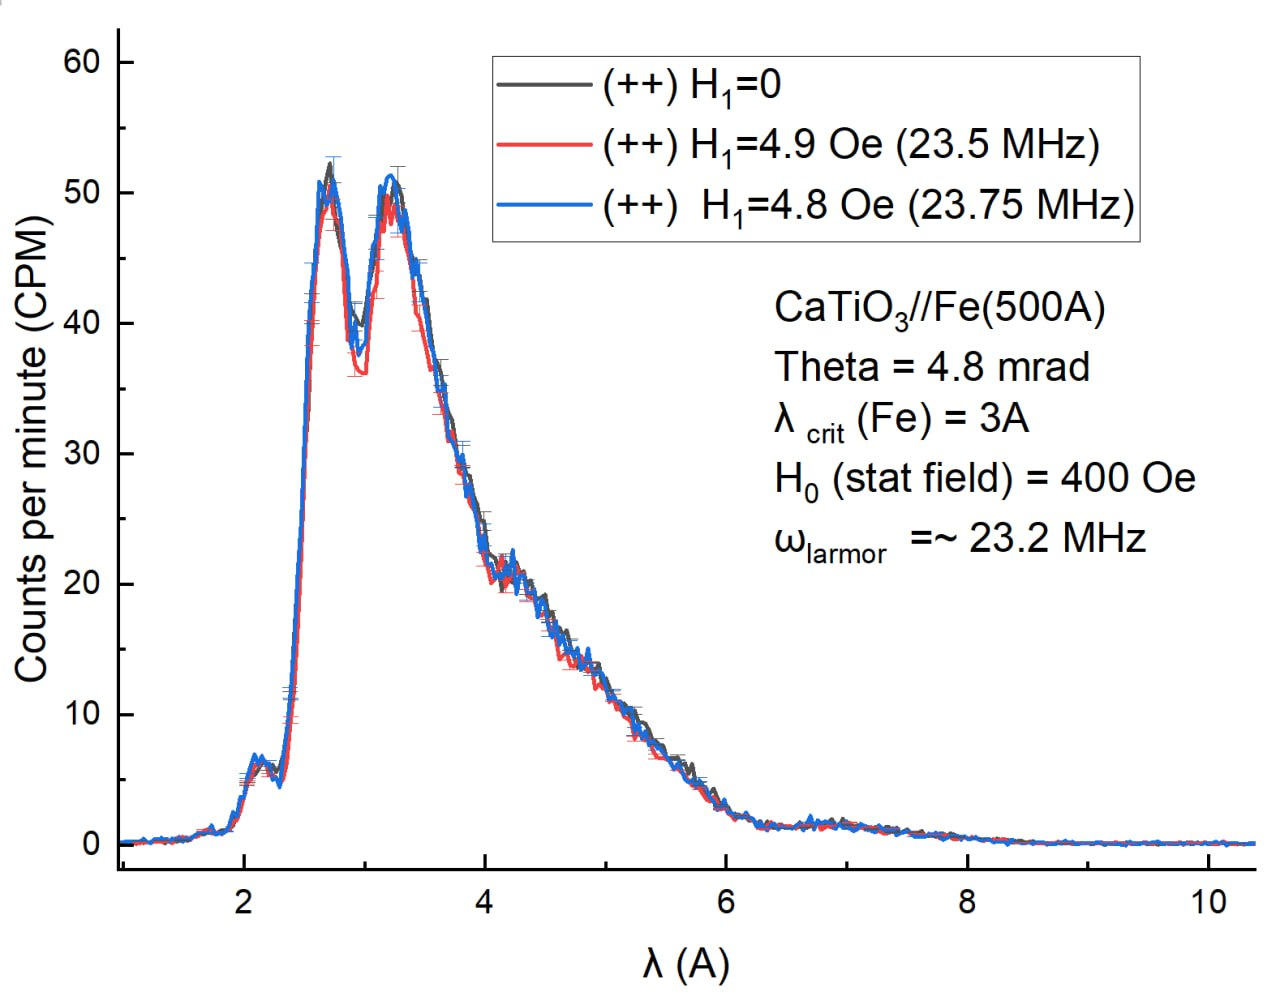 60
50
40
30
20
10
0
Counts per minute (CPM)
(++) H1=0
(++) H1=4.9 Oe (23.5 MHz)
(++) H1=4.8 Oe (23.75 MHz)
CaTiO3//Fe(500A)
Theta = 4.8 mrad
λ crit (Fe) = 3A
H0 (stat field) = 400 Oe
ωlarmor =~ 23.2 MHz
2 4 6 8 10
λ (A)